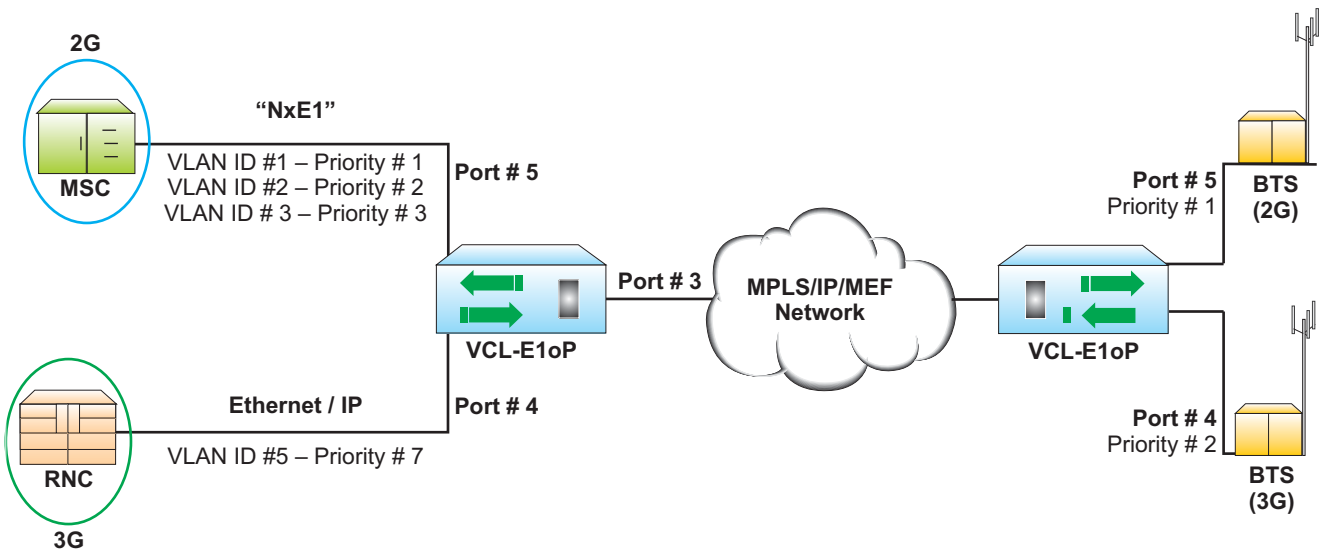 2G
MSC
“NxE1”
VLAN ID #1 – Priority # 1
VLAN ID #2 – Priority # 2
VLAN ID # 3 – Priority # 3
Port # 5
VCL-E1oP
Port # 3
MPLS/IP/MEF
Network
VCL-E1oP
Port # 5
Priority # 1
BTS
(2G)
RNC
3G
Ethernet / IP
VLAN ID #5 – Priority # 7
Port # 4
Port # 4
Priority # 2
BTS
(3G)